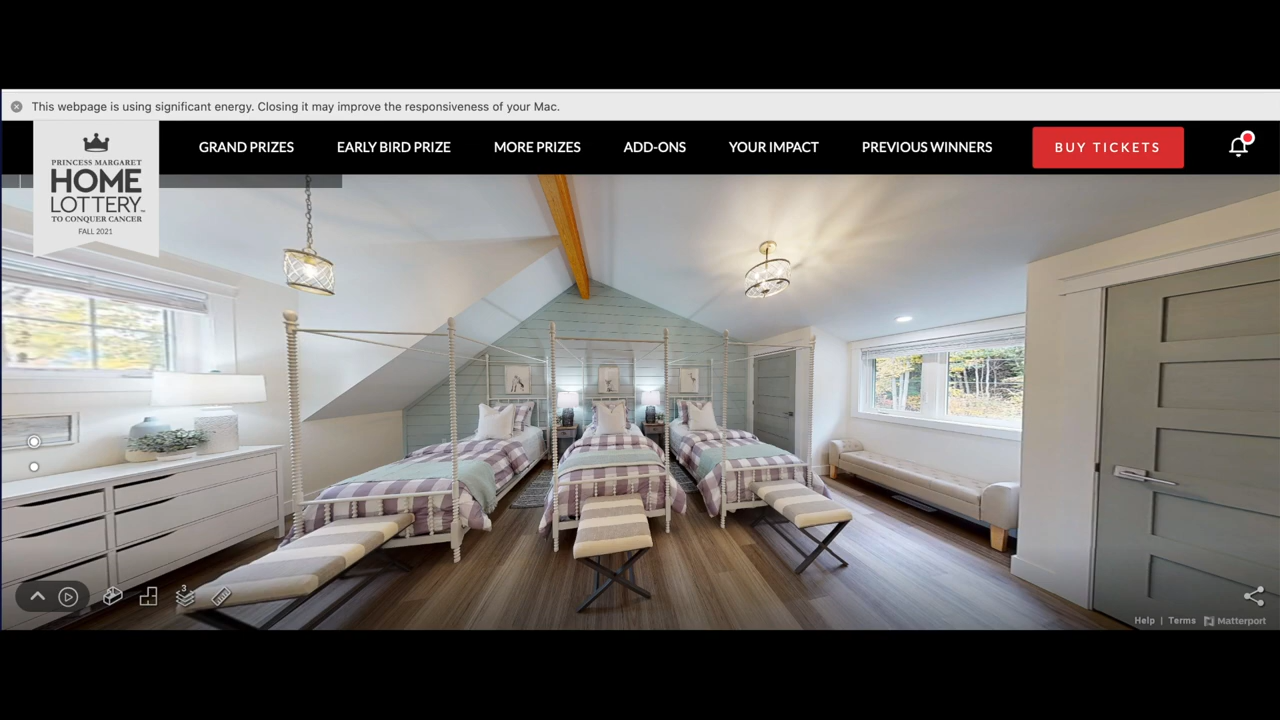 This webpage is using significant energy. Closing it may improve the responsiveness of your Mac.
PRINCESS MARGARET
HOME
LOTTERY™
TO CONQUER CANCER
FALL 2021
GRAND PRIZES
EARLY BIRD PRIZE
MORE PRIZES
ADD-ONS
YOUR IMPACT
PREVIOUS WINNERS
BUY TICKETS
3
Help | Terms
Matterport